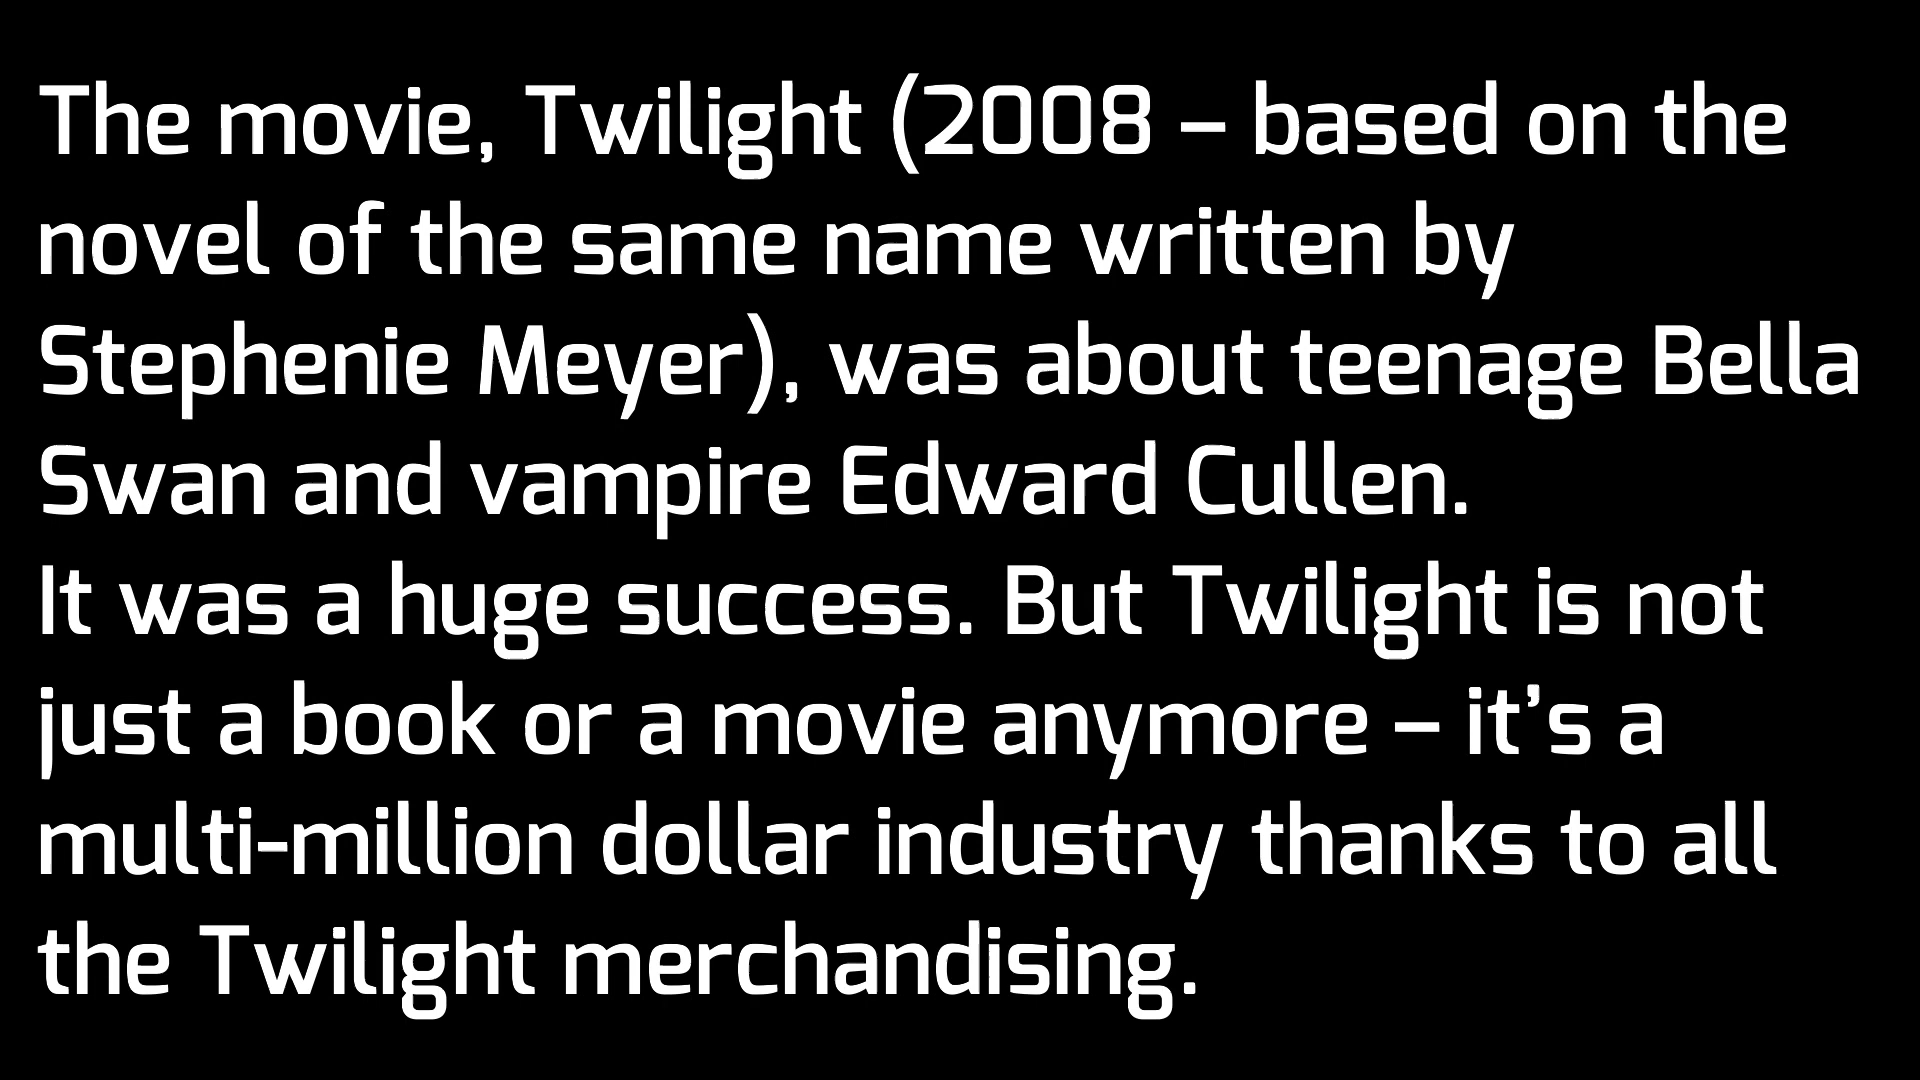 The movie, Twilight (2008 – based on the
novel of the same name written by
Stephenie Meyer), was about teenage Bella
Swan and vampire Edward Cullen.
It was a huge success. But Twilight is not
just a book or a movie anymore – it’s a
multi-million dollar industry thanks to all
the Twilight merchandising.